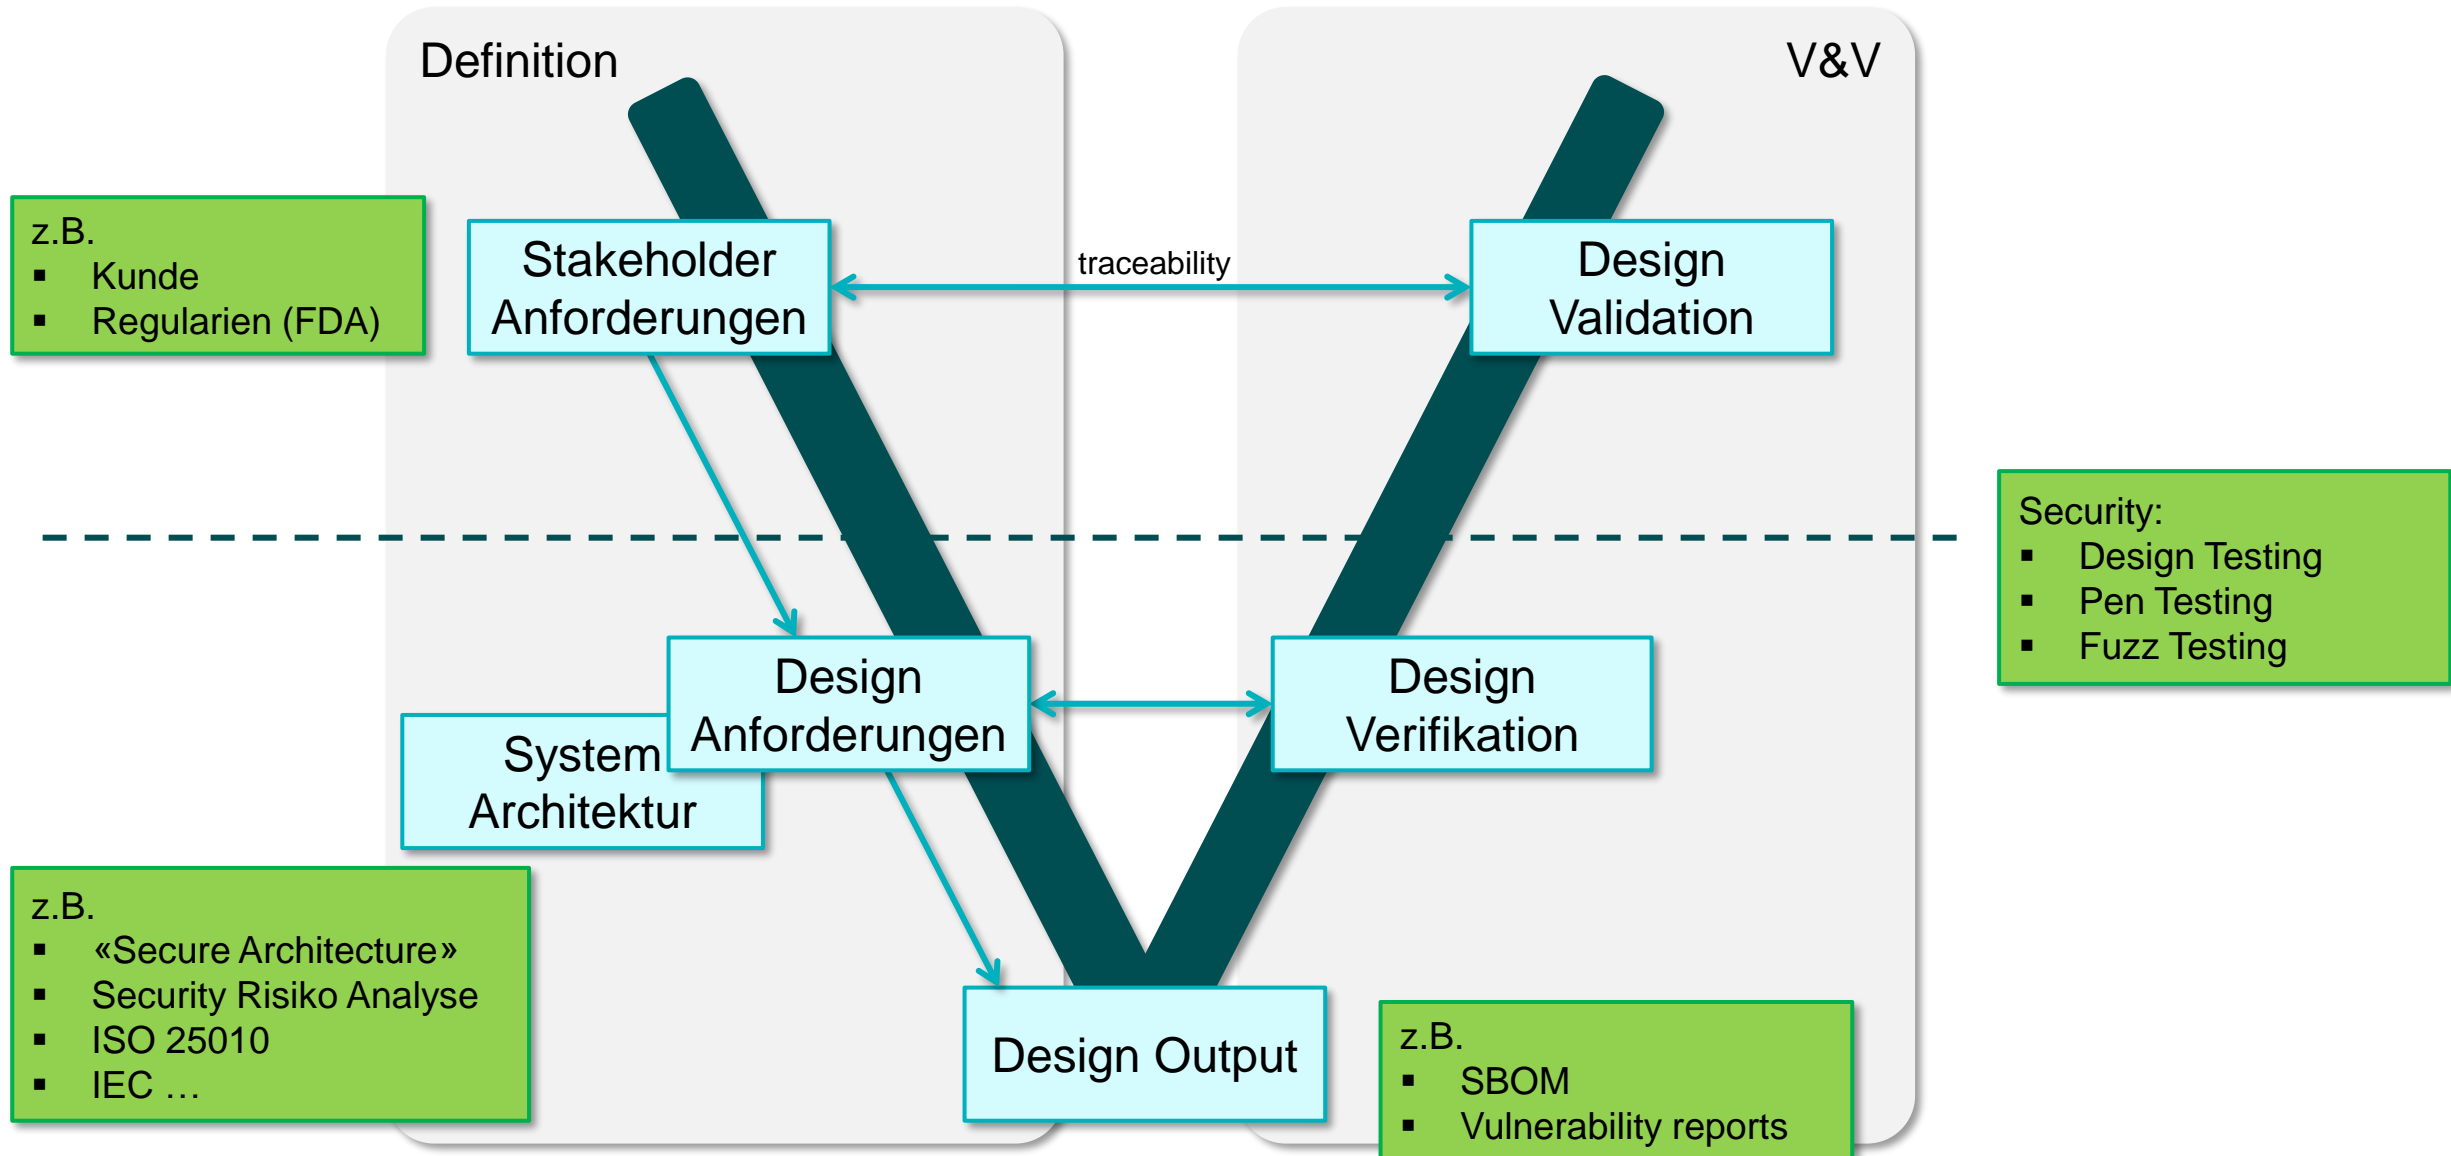 Definition
V&V
z.B.
▪ Kunde
▪ Regularien (FDA)
Stakeholder
Anforderungen
traceability
Design
Validation
Security:
▪ Design Testing
▪ Pen Testing
▪ Fuzz Testing
Design
Anforderungen
Design
Verifikation
System
Architektur
z.B.
▪ «Secure Architecture»
▪ Security Risiko Analyse
▪ ISO 25010
▪ IEC …
Design Output
z.B.
▪ SBOM
▪ Vulnerability reports